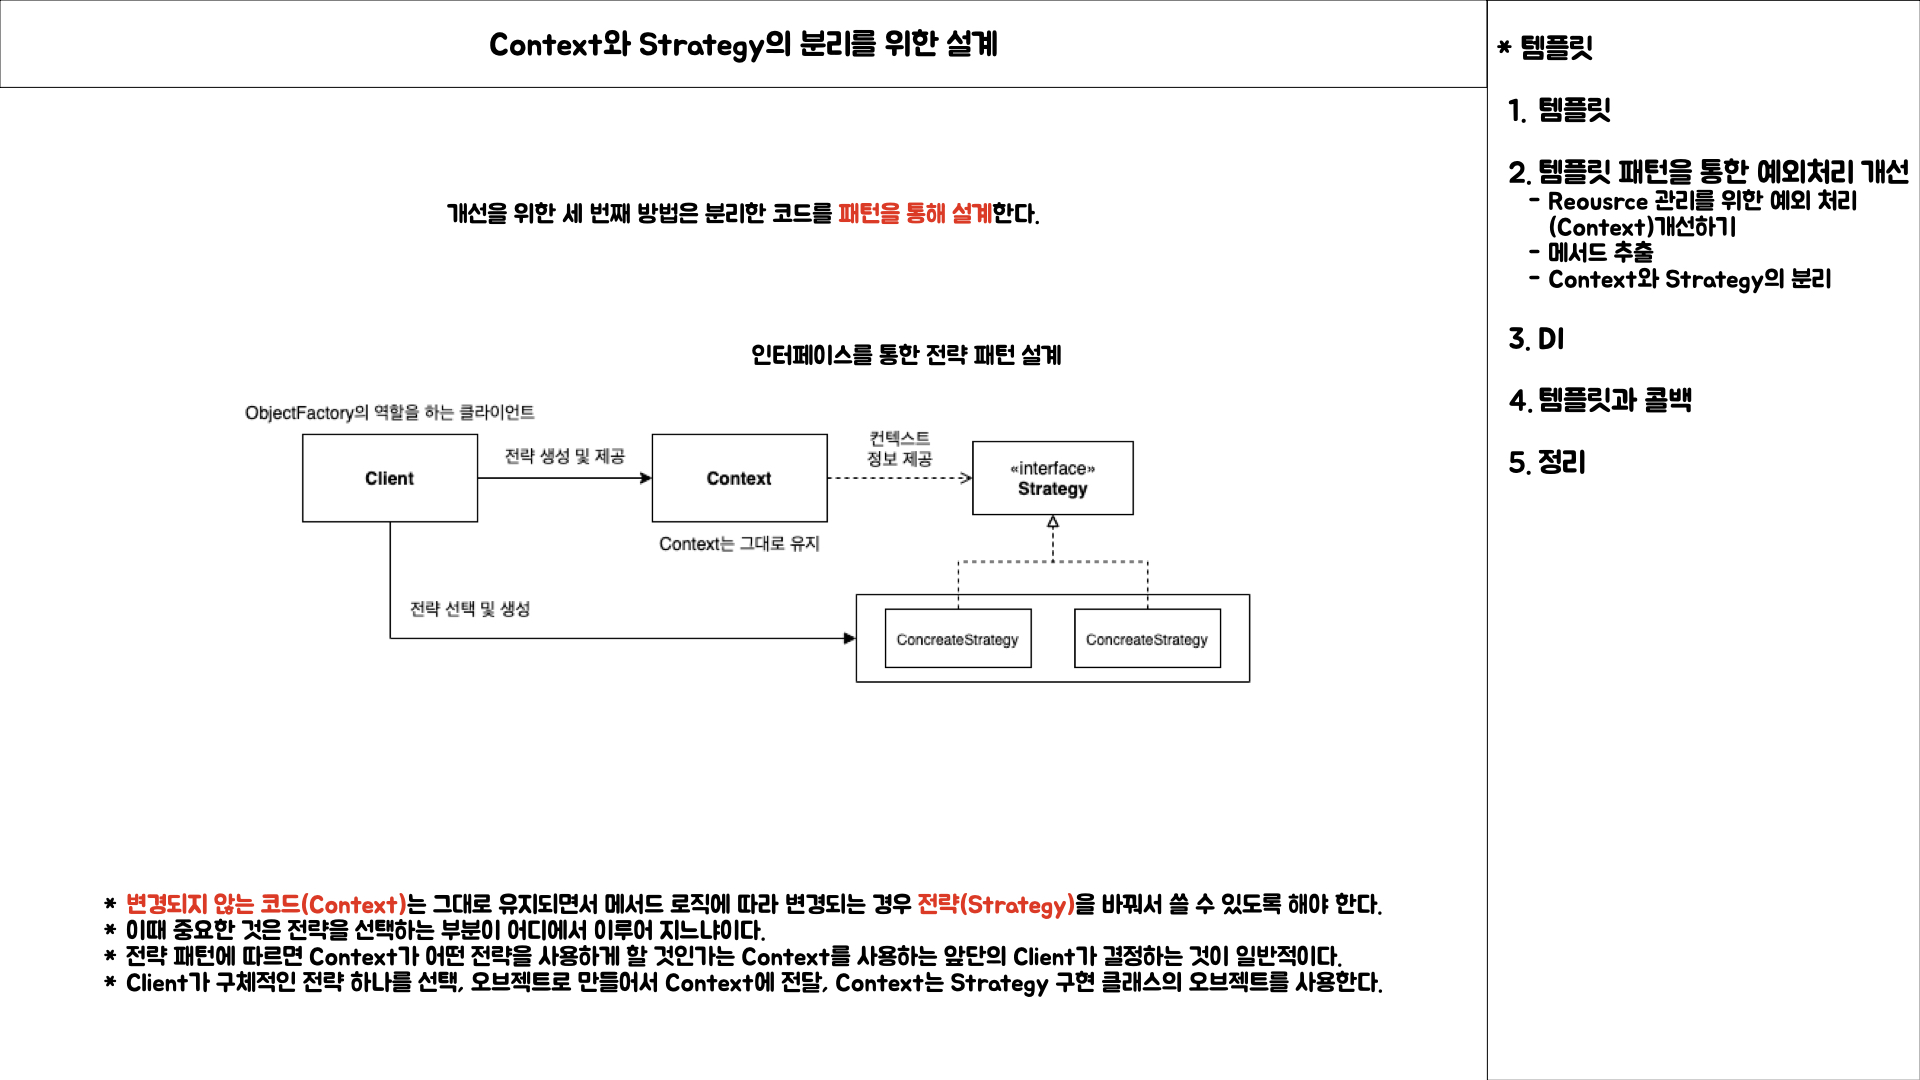 Context와 Strategy의 분리를 위한 설계
개선을 위한 세 번째 방법은 분리한 코드를 패턴을 통해 설계한다.
인터페이스를 통한 전략 패턴 설계
ObjectFactory의 역할을 하는 클라이언트
Client
전략 생성 및 제공
Context
컨텍스트
정보 제공
«interface»
Strategy
Context는 그대로 유지
전략 선택 및 생성
ConcreateStrategy
ConcreateStrategy
* 변경되지 않는 코드(Context)는 그대로 유지되면서 메서드 로직에 따라 변경되는 경우 전략(Strategy)을 바꿔서 쓸 수 있도록 해야 한다.
* 이때 중요한 것은 전략을 선택하는 부분이 어디에서 이루어 지느냐이다.
* 전략 패턴에 따르면 Context가 어떤 전략을 사용하게 할 것인가는 Context를 사용하는 앞단의 Client가 결정하는 것이 일반적이다.
* Client가 구체적인 전략 하나를 선택, 오브젝트로 만들어서 Context에 전달, Context는 Strategy 구현 클래스의 오브젝트를 사용한다.
* 템플릿
1. 템플릿
2. 템플릿 패턴을 통한 예외처리 개선
- Reousrce 관리를 위한 예외 처리
(Context)개선하기
- 메서드 추출
- Context와 Strategy의 분리
3. DI
4. 템플릿과 콜백
5. 정리